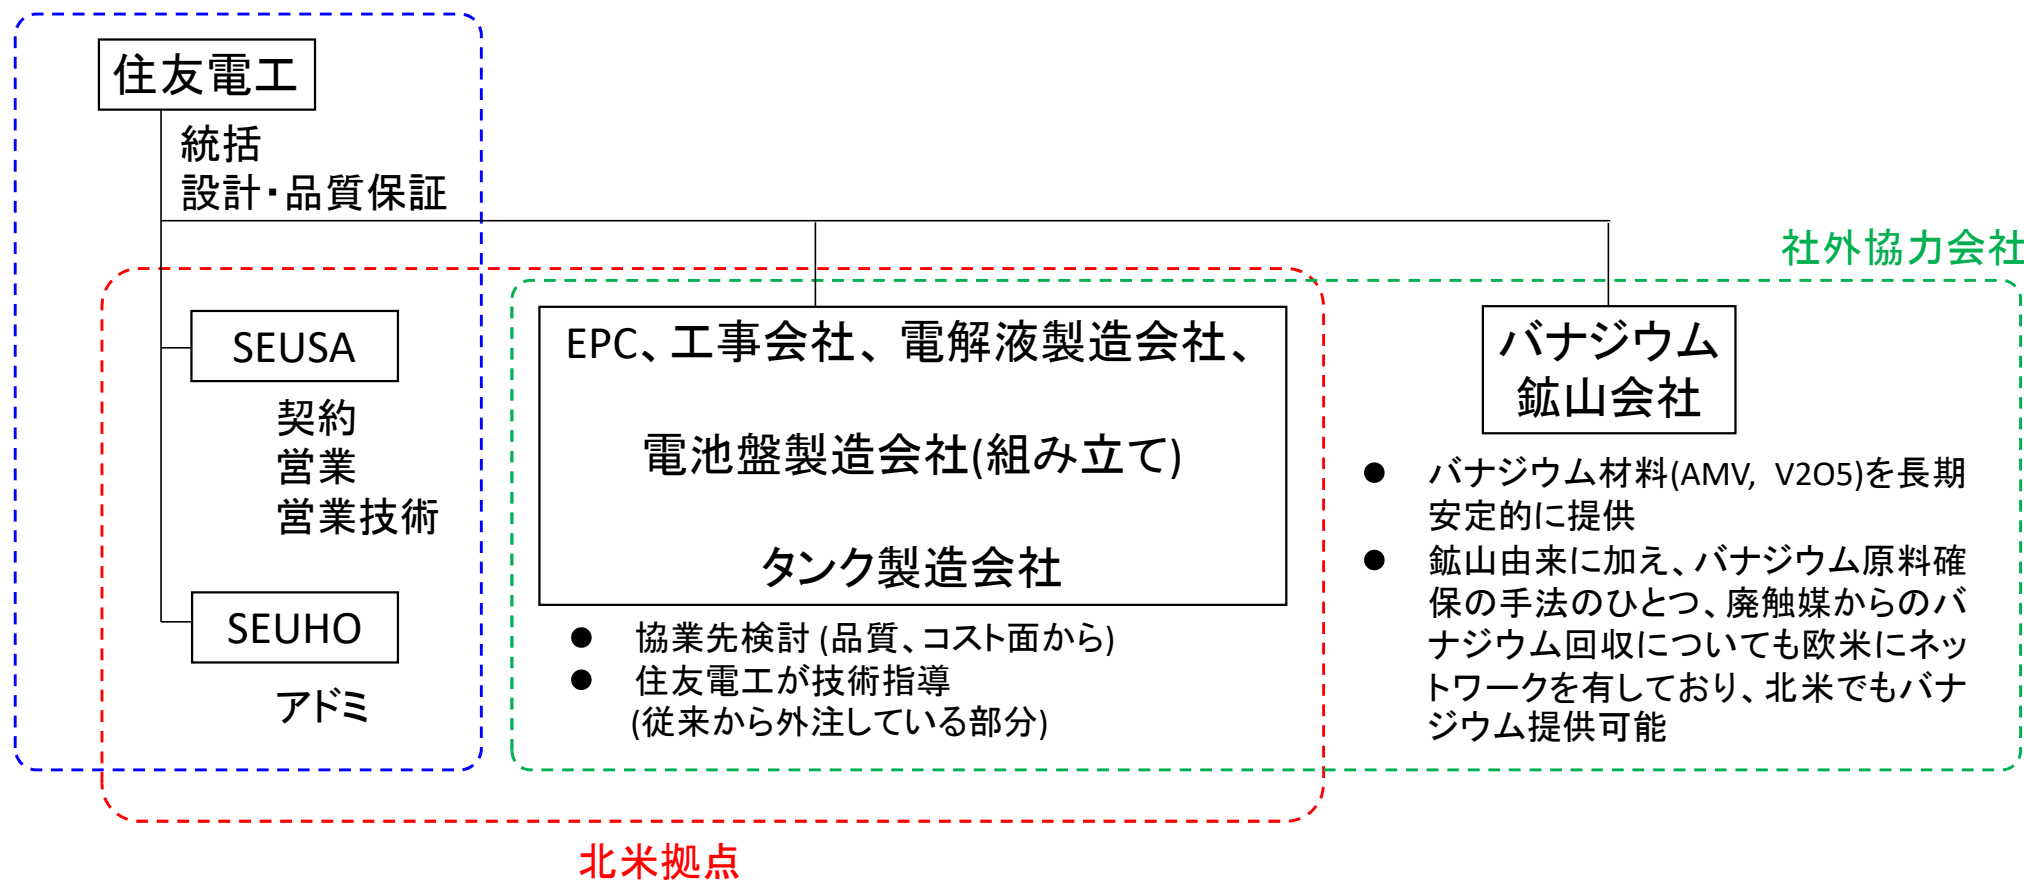 住友電工
統括
設計・品質保証
社外協力会社
SEUSA
契約
営業
営業技術
SEUHO
アドミ
EPC、工事会社、電解液製造会社、
電池盤製造会社(組み立て)
タンク製造会社
● 協業先検討 (品質、コスト面から)
● 住友電工が技術指導
(従来から外注している部分)
バナジウム
鉱山会社
● バナジウム材料(AMV, V2O5)を長期
安定的に提供
● 鉱山由来に加え、バナジウム原料確
保の手法のひとつ、廃触媒からのバ
ナジウム回収についても欧米にネッ
トワークを有しており、北米でもバナ
ジウム提供可能
北米拠点